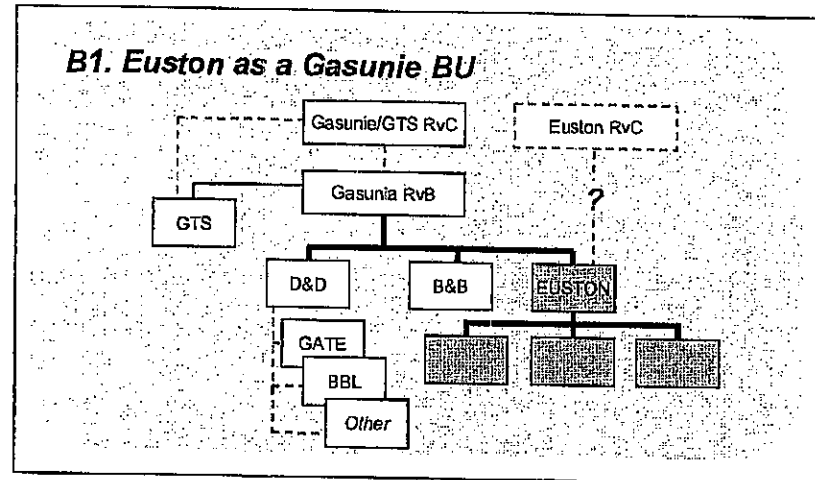 B1. Euston as a Gasunie BU
Gasunie/GTS RvC
Euston RvC
Gasunia RvB
?
GTS
D&D
B&B
EUSTON
GATE
BBL
Other